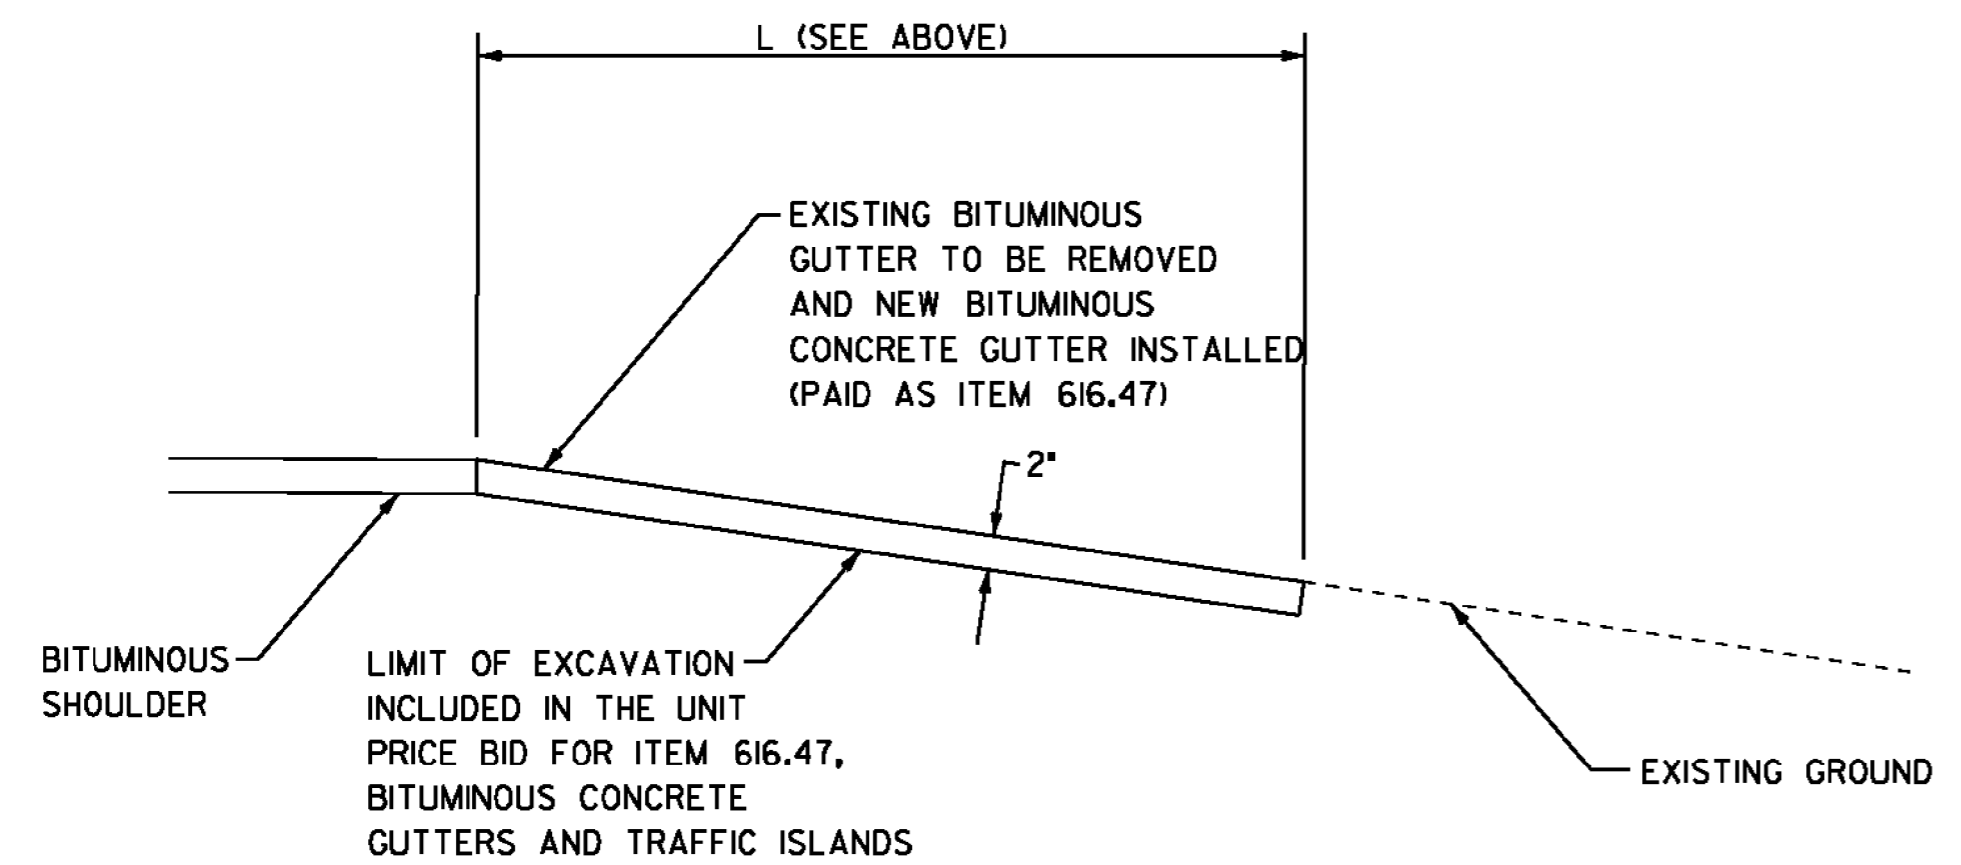 L (SEE ABOVE)
EXISTING BITUMINOUS
GUTTER TO BE REMOVED
AND NEW BITUMINOUS
CONCRETE GUTTER INSTALLED
(PAID AS ITEM 616.47)
2"
BITUMINOUS
SHOULDER
LIMIT OF EXCAVATION
INCLUDED IN THE UNIT
PRICE BID FOR ITEM 616.47,
BITUMINOUS CONCRETE
GUTTERS AND TRAFFIC ISLANDS
EXISTING GROUND